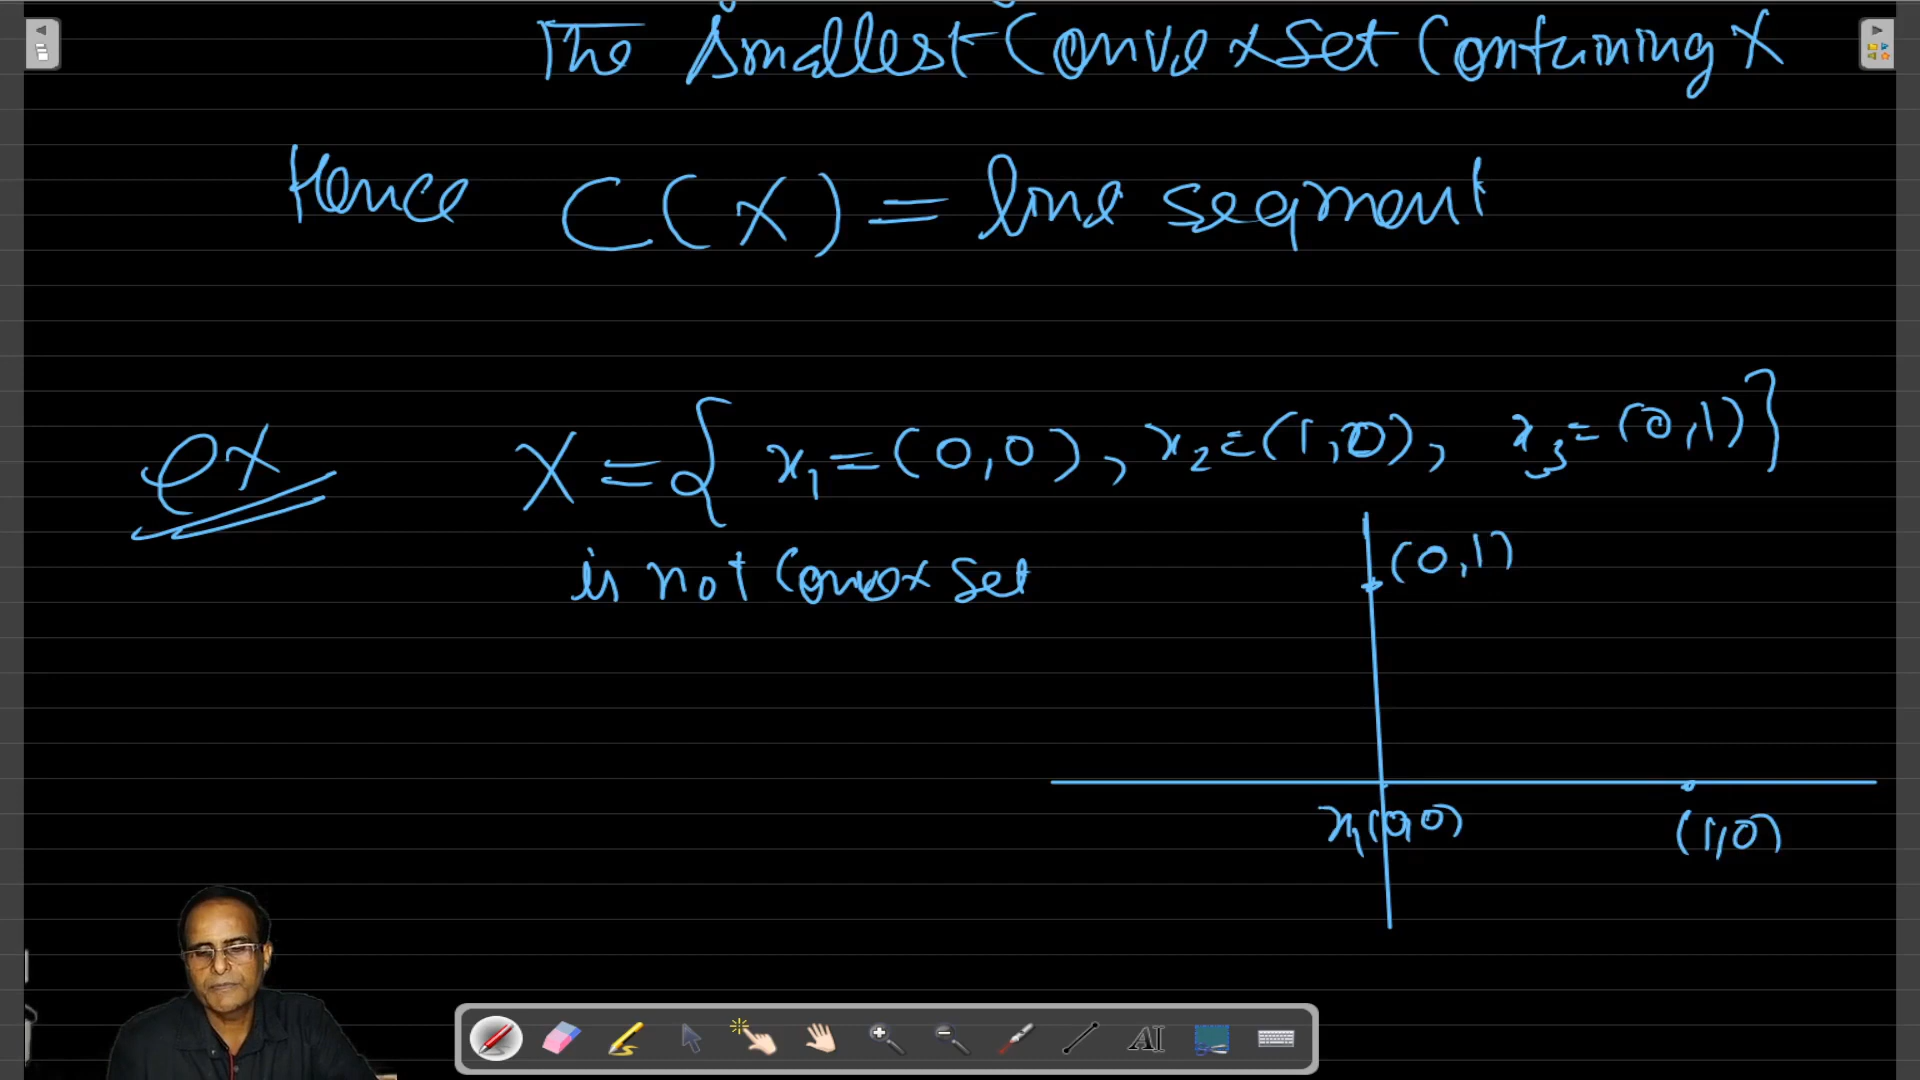 The smallest Convex set Containing X
Hence C(X) = line segment
ex X = { x₁ = (0,0), x₂ = (1,0), x₃ = (0,1) }
is not Convex set
(0,1)
x₁(0,0) (1,0)
AI